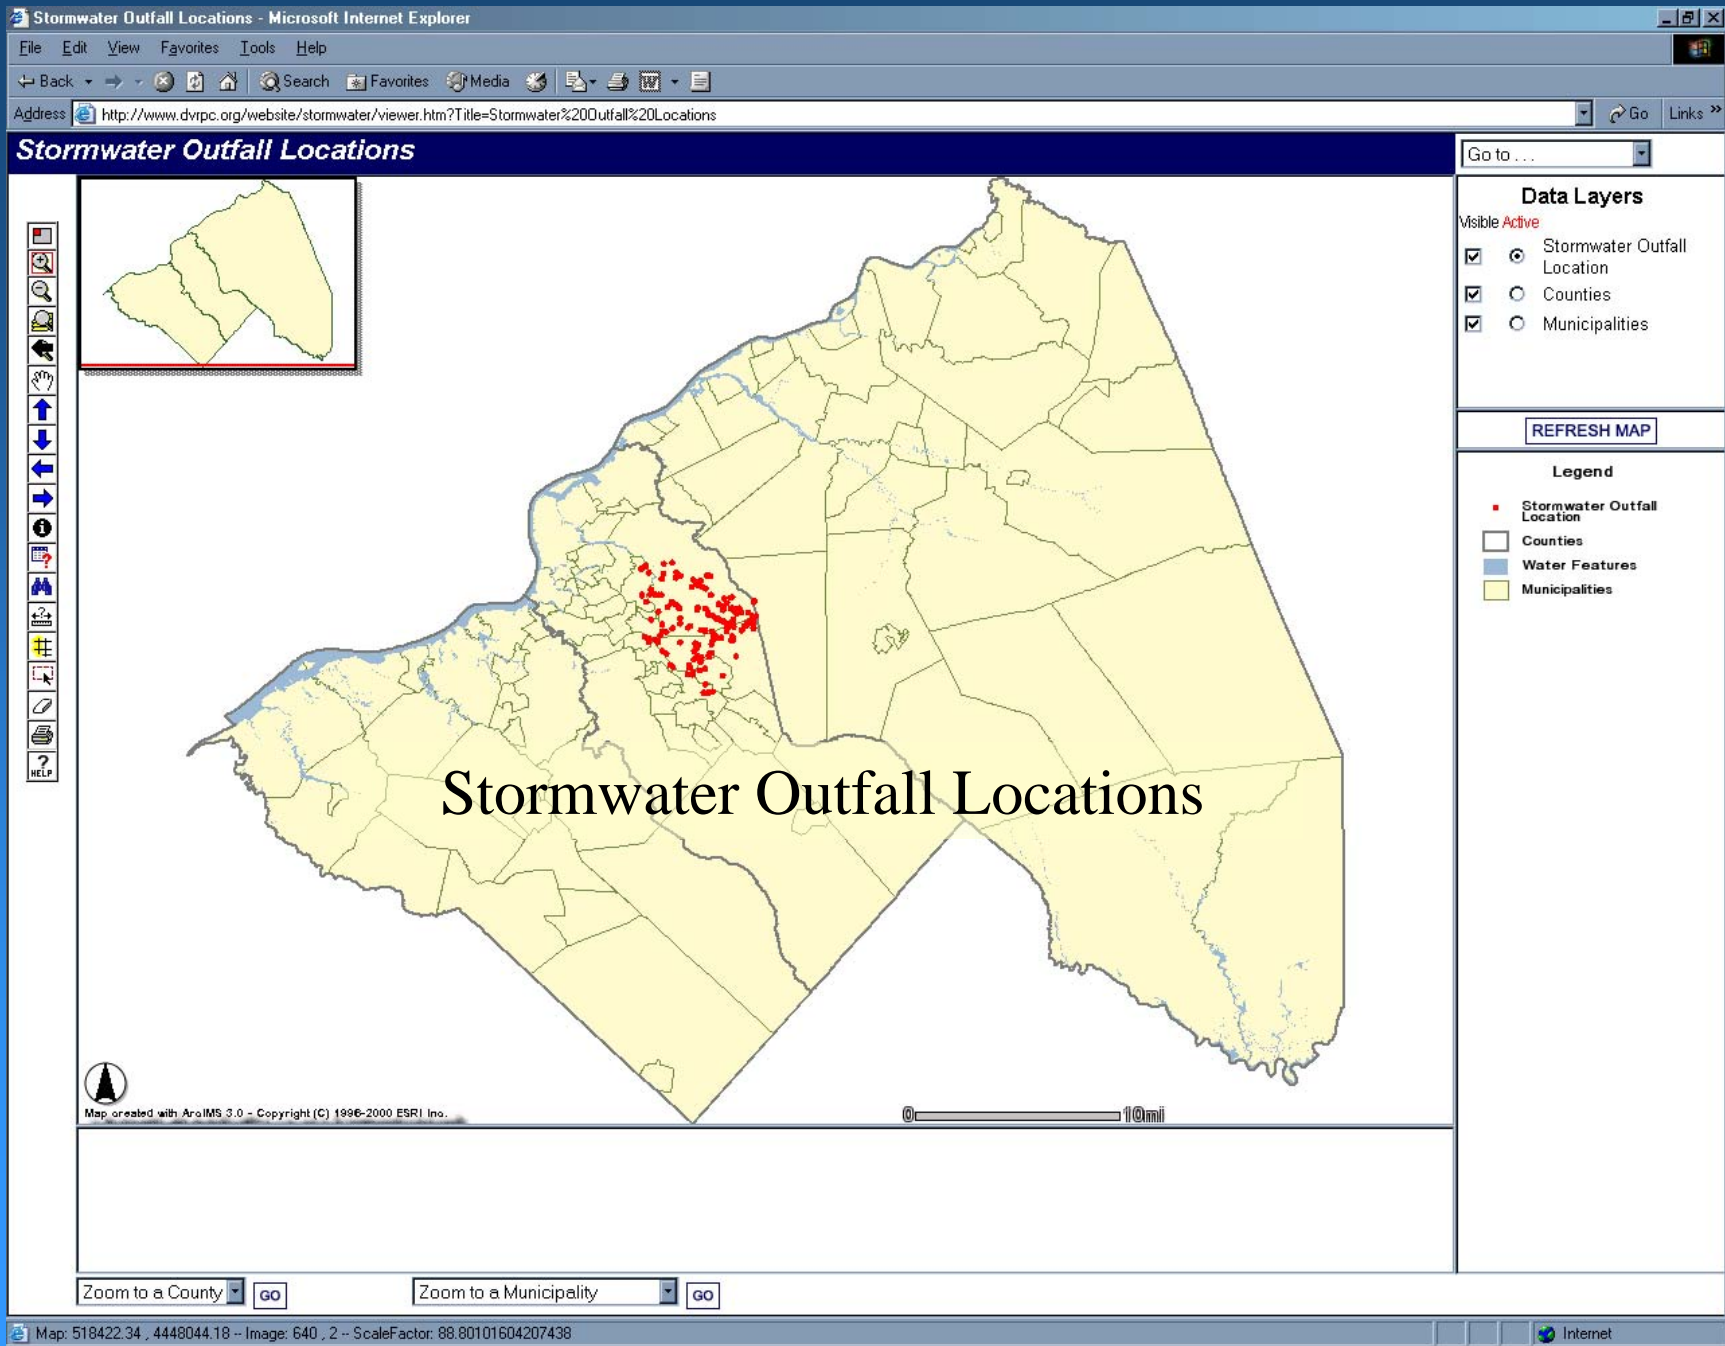 Stormwater Outfall Locations - Microsoft Internet Explorer
File Edit View Favorites Tools Help
Back Search Favorites Media
Address http://www.dvrpc.org/website/stormwater/viewer.htm?Title=Stormwater%20Outfall%20Locations Go Links »
Stormwater Outfall Locations
Go to . . .
Data Layers
Visible Active
Stormwater Outfall
Location
Counties
Municipalities
REFRESH MAP
Legend
Stormwater Outfall
Location
Counties
Water Features
Municipalities
HELP
Stormwater Outfall Locations
Map created with ArcIMS 3.0 - Copyright (C) 1996-2000 ESRI Inc.
0 10mi
Zoom to a County GO Zoom to a Municipality GO
Map: 518422.34 , 4448044.18 -- Image: 640 , 2 -- ScaleFactor: 88.80101604207438 Internet